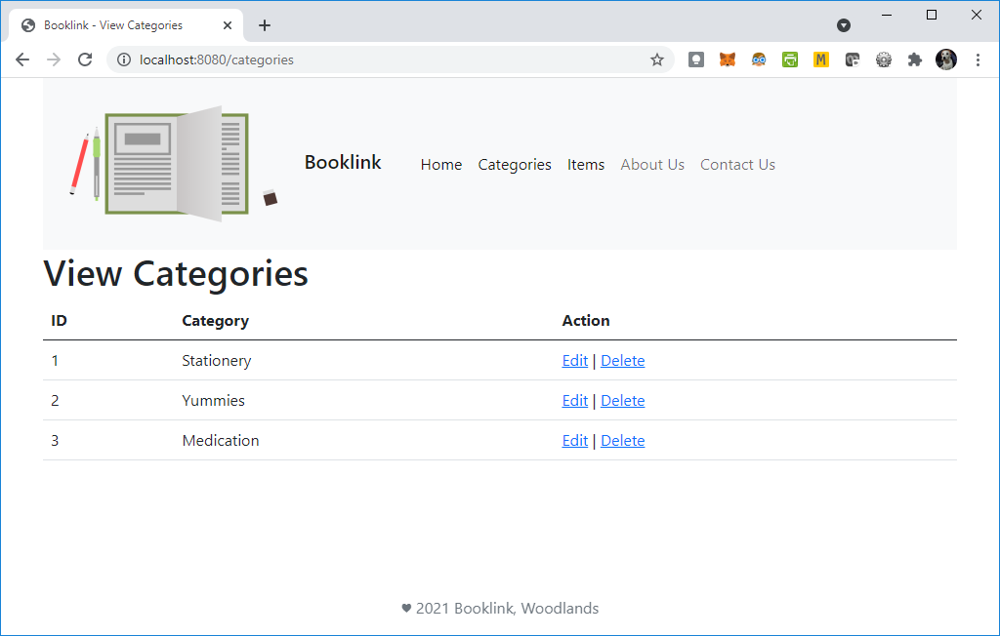 Booklink - View Categories
localhost:8080/categories
M
Booklink Home Categories Items About Us Contact Us
View Categories
ID Category Action
1 Stationery Edit | Delete
2 Yummies Edit | Delete
3 Medication Edit | Delete
♥ 2021 Booklink, Woodlands